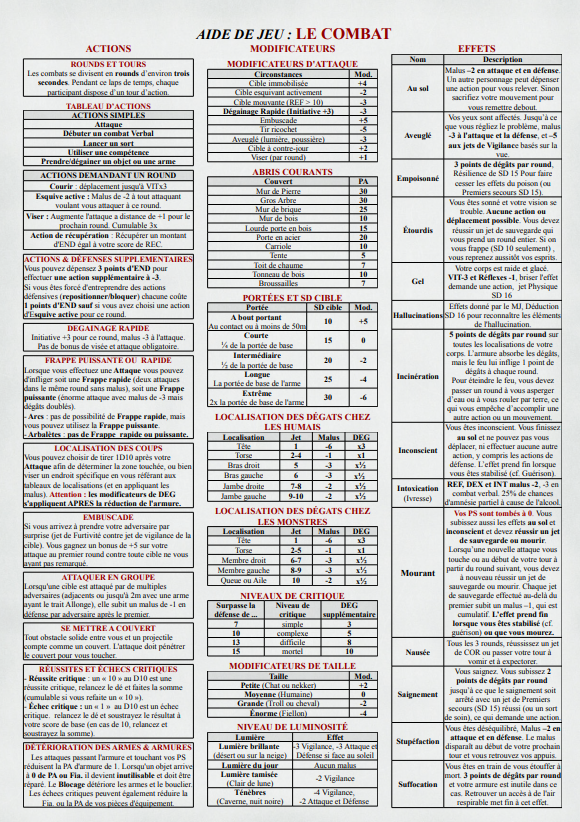 AIDE DE JEU : LE COMBAT
ACTIONS
ROUNDS ET TOURS
Les combats se divisent en rounds d’environ trois
secondes. Pendant ce laps de temps, chaque
participant dispose d’un tour d’action.
TABLEAU D’ACTIONS
ACTIONS SIMPLES
Attaque
Débuter un combat Verbal
Lancer un sort
Utiliser une compétence
Prendre/dégainer un objet ou une arme
ACTIONS DEMANDANT UN ROUND
Courir : déplacement jusqu'à VITx3
Esquive active : Malus de -2 à tout attaquant
voulant vous attaquer à ce round.
Viser : Augmente l'attaque a distance de +1 pour le
prochain round. Cumulable 3x
Action de récupération : Récupérer un montant
d'END égal à votre score de REC.
ACTIONS & DÉFENSES SUPPLEMENTAIRES
Vous pouvez dépenser 3 points d’END pour
effectuer une action supplémentaire à -3.
Si vous êtes forcé d'entreprendre des actions
défensives (repositionner/bloquer) chacune coûte
1 points d’END sauf si vous avez choisi une action
d'Esquive active pour ce round.
DEGAINAGE RAPIDE
Initiative +3 pour ce round, malus -3 à l'attaque.
Pas de bonus de visée et attaque obligatoire.
FRAPPE PUISSANTE OU RAPIDE
Lorsque vous effectuez une Attaque vous pouvez
d'infliger soit une Frappe rapide (deux attaques
dans le même round sans malus), soit une Frappe
puissante (énorme attaque avec malus de -3 mais
dégâts doublés).
- Arcs : pas de possibilité de Frappe rapide, mais
vous pouvez utilisez la Frappe puissante.
- Arbalètes : pas de Frappe rapide ou puissante.
LOCALISATION DES COUPS
Vous pouvez choisir de tirer 1D10 après votre
Attaque afin de déterminer la zone touchée, ou bien
viser un endroit spécifique en vous référant aux
tableaux de localisations (et en appliquant les
malus). Attention : les modificateurs de DEG
s'appliquent APRES la réduction de l'armure.
EMBUSCADE
Si vous arrivez à prendre votre adversaire par
surprise (jet de Furtivité contre jet de vigilance de la
cible). Vous gagnez un bonus de +5 sur votre
attaque au premier round contre toute cible ne vous
ayant pas remarqué.
ATTAQUER EN GROUPE
Lorsqu'une cible est attaqué par de multiples
adversaires (adjacents ou jusqu'à 2m avec une arme
ayant le trait Allonge), elle subit un malus de -1 en
défense par adversaire après le premier.
SE METTRE A COUVERT
Tout obstacle solide entre vous et un projectile
compte comme un couvert. L'attaque doit pénétrer
le couvert pour vous toucher.
RÉUSSITES ET ÉCHECS CRITIQUES
- Réussite critique : un « 10 » au D10 est une
réussite critique, relancez le dé et faites la somme
(cumulable si vous refaite un « 10 »).
- Échec critique : un « 1 » au D10 est un échec
critique. relancez le dé et soustrayez le résultat à
votre score de base (en cas de 10, relancez et
soustrayez la somme).
DÉTÉRIORATION DES ARMES & ARMURES
Les attaques passant l'armure et touchant vos PS
réduisent la PA d'armure de 1. Lorsqu'un objet arrive
à 0 de PA ou Fia. il devient inutilisable et doit être
réparé. Le Blocage détériore les armes et le bouclier.
Les échecs critiques peuvent également réduire la
Fia. ou la PA de vos pièces d'équipement.
MODIFICATEURS
MODIFICATEURS D’ATTAQUE
Circonstances Mod.
Cible immobilisée +4
Cible esquivant activement -2
Cible mouvante (REF > 10) -3
Dégainage Rapide (Initiative +3) -3
Embuscade +5
Tir ricochet -5
Aveuglé (lumière, poussière) -3
Cible à contre-jour +2
Viser (par round) +1
ABRIS COURANTS
Couvert PA
Mur de Pierre 30
Gros Arbre 30
Mur de brique 25
Mur de bois 10
Lourde porte en bois 15
Porte en acier 20
Carriole 10
Tente 5
Toit de chaume 7
Tonneau de bois 10
Broussailles 7
PORTÉES ET SD CIBLE
Portée SD cible Mod.
A bout portant
Au contact ou à moins de 50m 10 +5
Courte
¼ de la portée de base 15 0
Intermédiaire
½ de la portée de base 20 -2
Longue
La portée de base de l'arme 25 -4
Extrême
2x la portée de base de l'arme 30 -6
LOCALISATION DES DÉGATS CHEZ
LES HUMAIS
Localisation Jet Malus DEG
Tête 1 -6 x3
Torse 2-4 -1 x1
Bras droit 5 -3 x½
Bras gauche 6 -3 x½
Jambe droite 7-8 -2 x½
Jambe gauche 9-10 -2 x½
LOCALISATION DES DÉGATS CHEZ
LES MONSTRES
Localisation Jet Malus DEG
Tête 1 -6 x3
Torse 2-5 -1 x1
Membre droit 6-7 -3 x½
Membre gauche 8-9 -3 x½
Queue ou Aile 10 -2 x½
NIVEAUX DE CRITIQUE
Surpasse la
défense de ... Niveau de
critique DEG
supplémentaire
7 simple 3
10 complexe 5
13 difficile 8
15 mortel 10
MODIFICATEURS DE TAILLE
Taille Mod.
Petite (Chat ou nekker) +2
Moyenne (Humaine) 0
Grande (Troll ou cheval) -2
Énorme (Fiellon) -4
NIVEAU DE LUMINOSITÉ
Lumière Effet
Lumière brillante
(désert ou sur la neige) -3 Vigilance, -3 Attaque et
Défense si face au soleil
Lumière du jour Aucun malus
Lumière tamisée
(Clair de lune) -2 Vigilance
Ténèbres
(Caverne, nuit noire) -4 Vigilance,
-2 Attaque et Défense
EFFETS
Nom Description
Au sol
Malus –2 en attaque et en défense.
Un autre personnage peut dépenser
une action pour vous relever. Sinon
sacrifiez votre mouvement pour
vous remettre debout.
Aveuglé
Vos yeux sont affectés. Jusqu'à ce
que vous régliez le problème, malus
-3 à l'attaque et la défense, et –5
aux jets de Vigilance basés sur la
vue.
Empoisonné
3 points de dégâts par round,
Résilience de SD 15 Pour faire
cesser les effets du poison (ou
Premiers secours SD 15).
Étourdis
Vous êtes sonné et votre vision se
trouble. Aucune action ou
déplacement possible. Vous devez
réussir un jet de sauvegarde qui
vous prend un round entier. Si on
vous frappe (SD 10 seulement) ,
vous reprenez aussitôt vos esprits.
Gel
Votre corps est raide et glacé.
VIT-3 et Réflexes -1, briser l'effet
demande une action, jet Physique
SD 16
Hallucinations
Effets donné par le MJ, Déduction
SD 16 pour reconnaître les éléments
de l'hallucination.
Incinération
5 points de dégâts par round sur
toutes les localisations de votre
corps. L'armure absorbe les dégâts,
mais le feu lui inflige 1 point de
dégâts à chaque round.
Pour éteindre le feu, vous devez
passer un round à vous asperger
d’eau ou à vous rouler par terre, ce
qui vous empêche d’accomplir une
autre action ou un mouvement.
Inconscient
Vous êtes inconscient. Vous finissez
au sol et ne pouvez pas vous
déplacer, ni effectuer aucune autre
action, y compris les actions de
défense. L'effet prend fin lorsque
vous êtes stabilisé (cf. Guérison).
Intoxication
(Ivresse)
REF, DEX et INT malus -2, -3 en
combat verbal. 25% de chances
d'amnésie partiel à cause de l'alcool.
Mourant
Vos PS sont tombés à 0. Vous
subissez aussi les effets au sol et
inconscient et devez réussir un jet
de sauvegarde ou mourir.
Lorsqu'une nouvelle attaque vous
touche ou au début de votre tour à
partir du round suivant, vous devez
à nouveau réussir un jet de
sauvegarde ou mourir. Chaque jet
de sauvegarde effectué au-delà du
premier subit un malus –1, qui est
cumulatif. L'effet prend fin
lorsque vous êtes stabilisé (cf.
guérison) ou que vous mourez.
Nausée
Tous les 3 rounds, réussissez un jet
de COR ou passer votre tour à
vomir et à expectorer.
Saignement
Vous saignez. Vous subissez 2
points de dégâts par round
jusqu'à ce que le saignement soit
arrêté avec un jet de Premiers
secours (SD 15) réussi (ou un sort
de soin), ce qui demande une action.
Stupéfaction
Vous êtes déséquilibré, Malus –2 en
attaque et en défense. Le malus
disparaît au début de votre prochain
tour et vous retrouvez vos appuis.
Suffocation
Vous êtes en train de vous étouffer à
mort. 3 points de dégâts par round
et votre armure est inutile dans ce
cas. Retrouver un accès à de l'air
respirable met fin à cet effet.